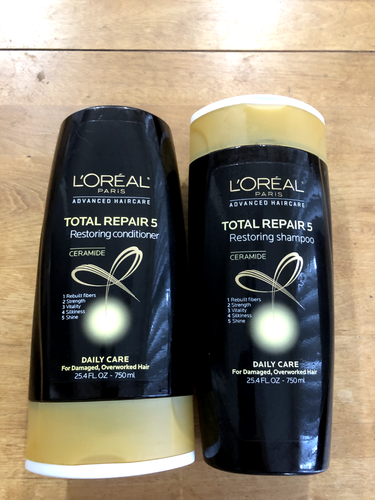 L'ORÉAL
PARIS
ADVANCED HAIRCARE
TOTAL REPAIR 5
Restoring conditioner
CERAMIDE
1 Rebuilt fibers
2 Strength
3 Vitality
4 Silkiness
5 Shine
DAILY CARE
For Damaged, Overworked Hair
25.4 FL. OZ - 750 mL
L'ORÉAL
PARIS
ADVANCED HAIRCARE
TOTAL REPAIR 5
Restoring shampoo
CERAMIDE
1 Rebuilt fibers
2 Strength
3 Vitality
4 Silkiness
5 Shine
DAILY CARE
For Damaged, Overworked Hair
25.4 FL. OZ - 750 mL